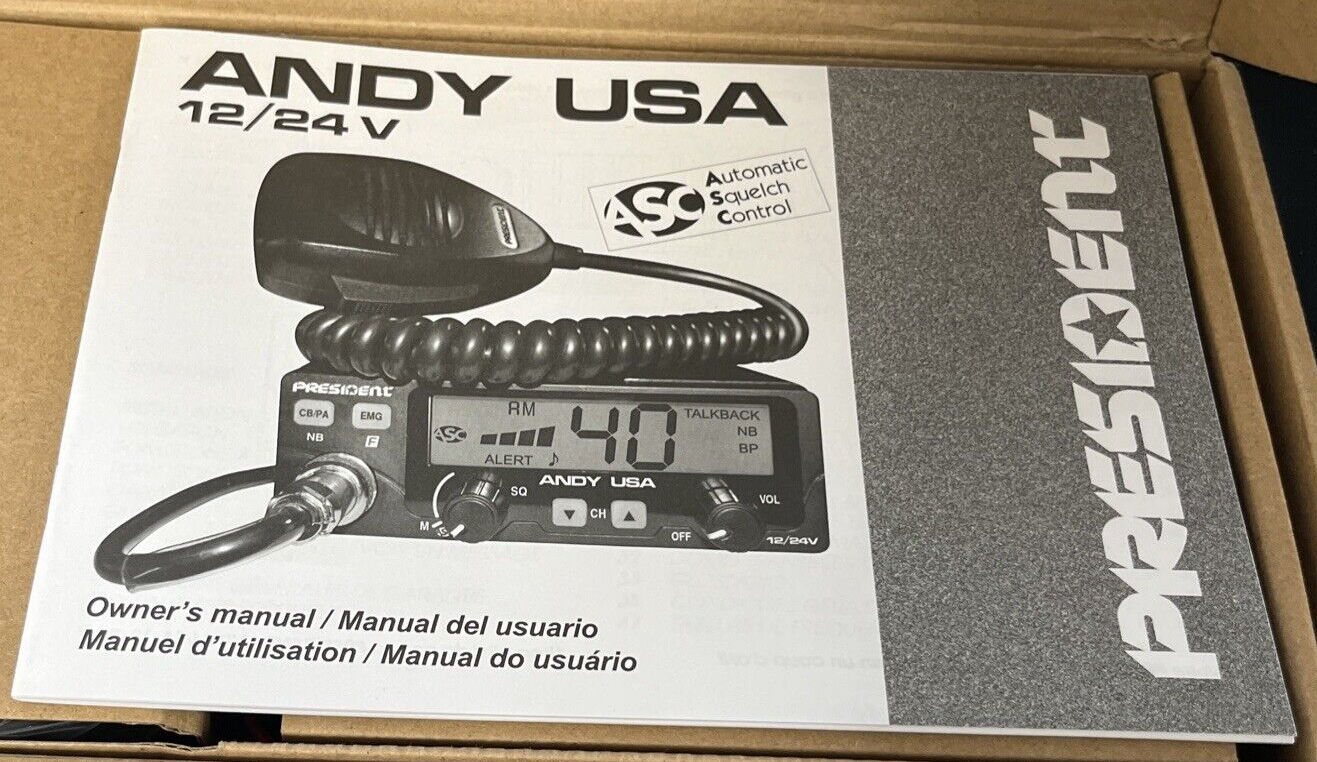 ANDY USA
12/24 V
ASC
Automatic
Squelch
Control
PRESIDENT
PRESIDENT
PRESIDENT
CB/PA
EMG
NB
F
AM
40
TALKBACK
NB
BP
ASC
ALERT ♪
ANDY USA
SQ
M
▼ CH ▲
VOL
OFF
12/24V
Owner's manual / Manual del usuario
Manuel d'utilisation / Manual do usuário